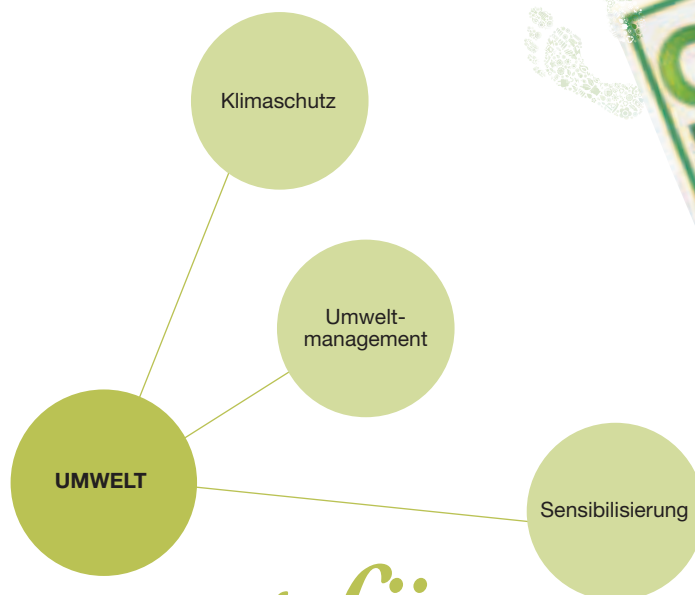 Klimaschutz
Umwelt-
management
UMWELT
Sensibilisierung